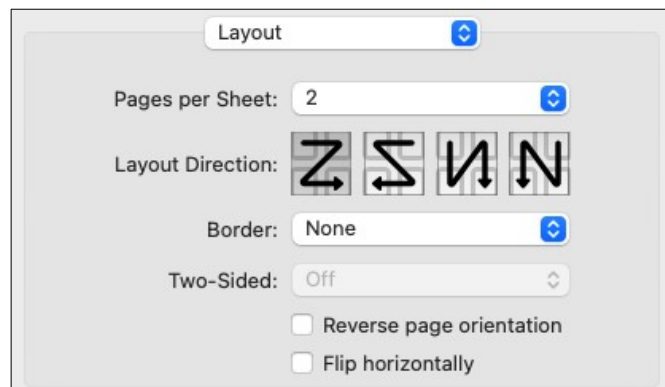 Layout
Pages per Sheet: 2
Layout Direction:
Border: None
Two-Sided: Off
Reverse page orientation
Flip horizontally